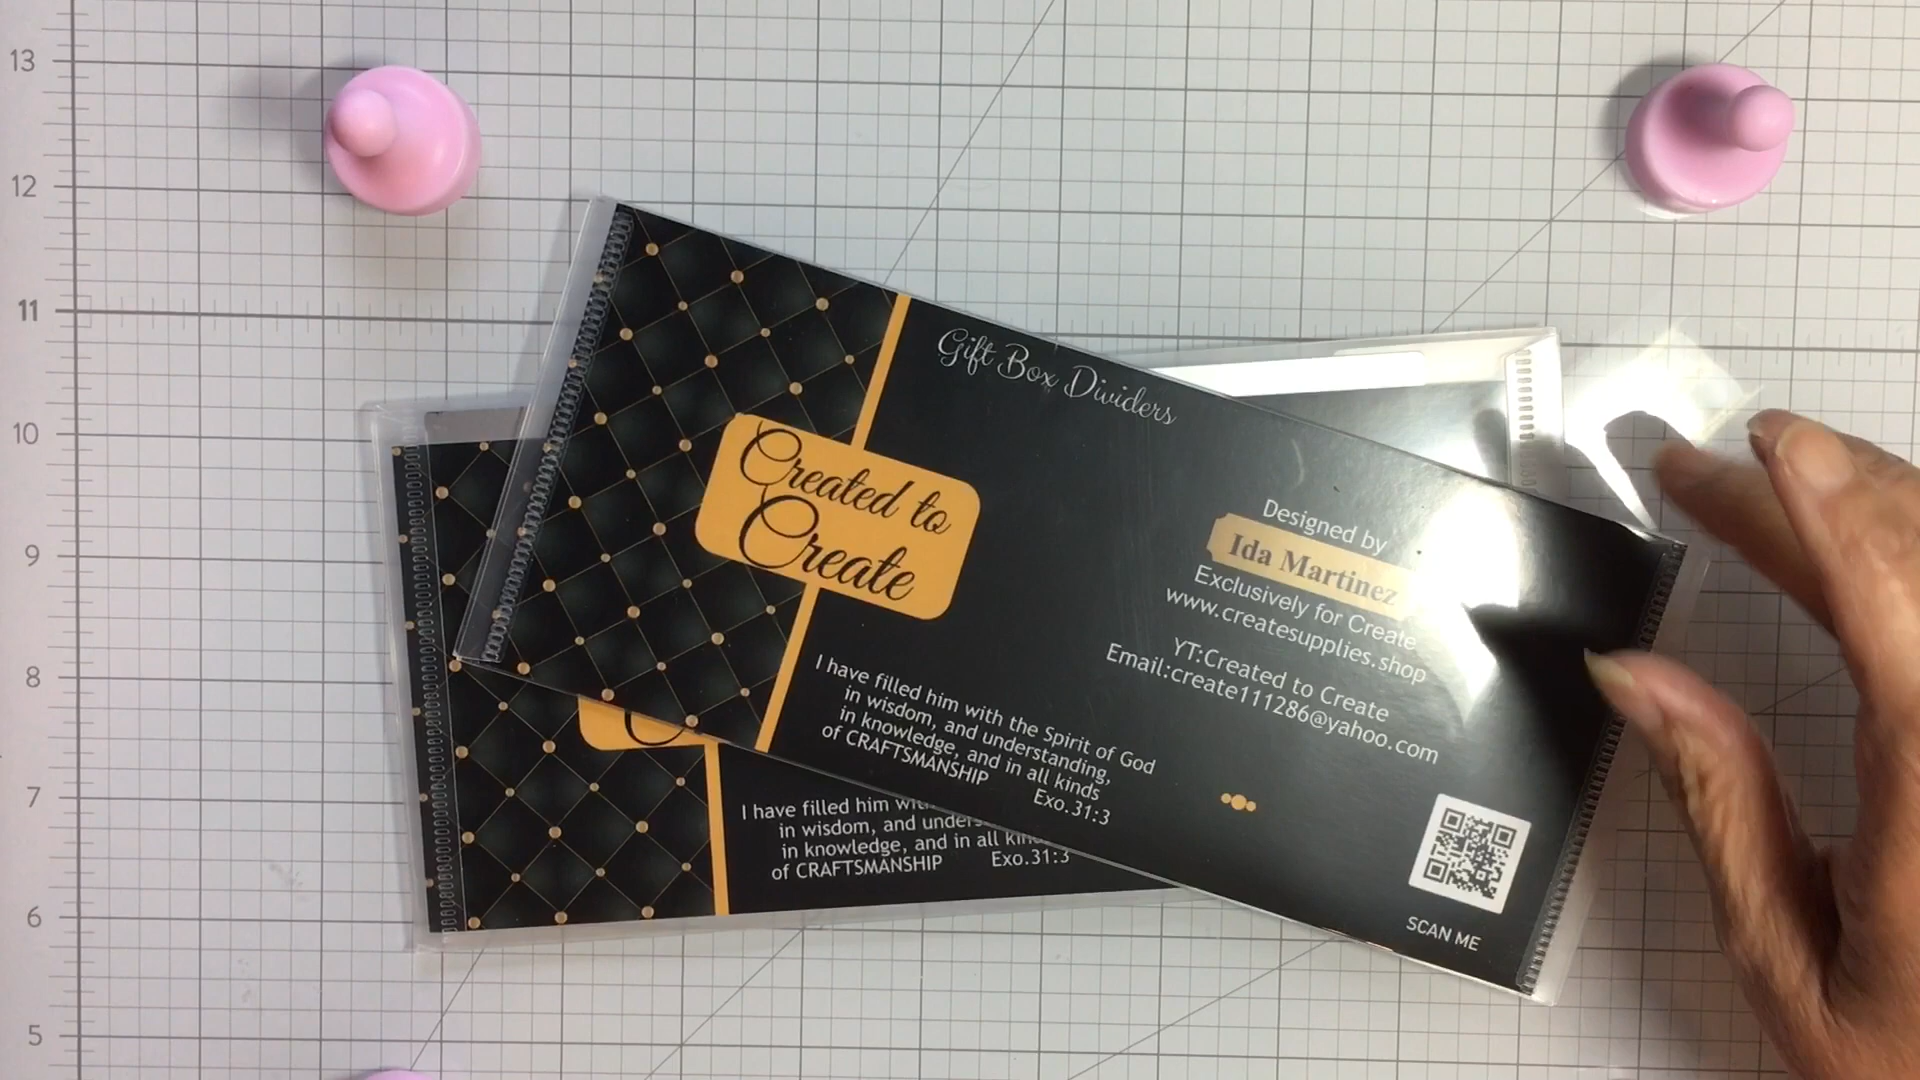 13
12
11
10
9
8
7
6
5
Gift Box Dividers
Created to
Create
Designed by
Ida Martinez
Exclusively for Create
www.createsupplies.shop
YT:Created to Create
Email:create111286@yahoo.com
I have filled him with the Spirit of God
in wisdom, and understanding,
in knowledge, and in all kinds
of CRAFTSMANSHIP Exo.31:3
SCAN ME
I have filled him
in wisdom, and
in knowledge, and in all
of CRAFTSMANSHIP Exo.31:3